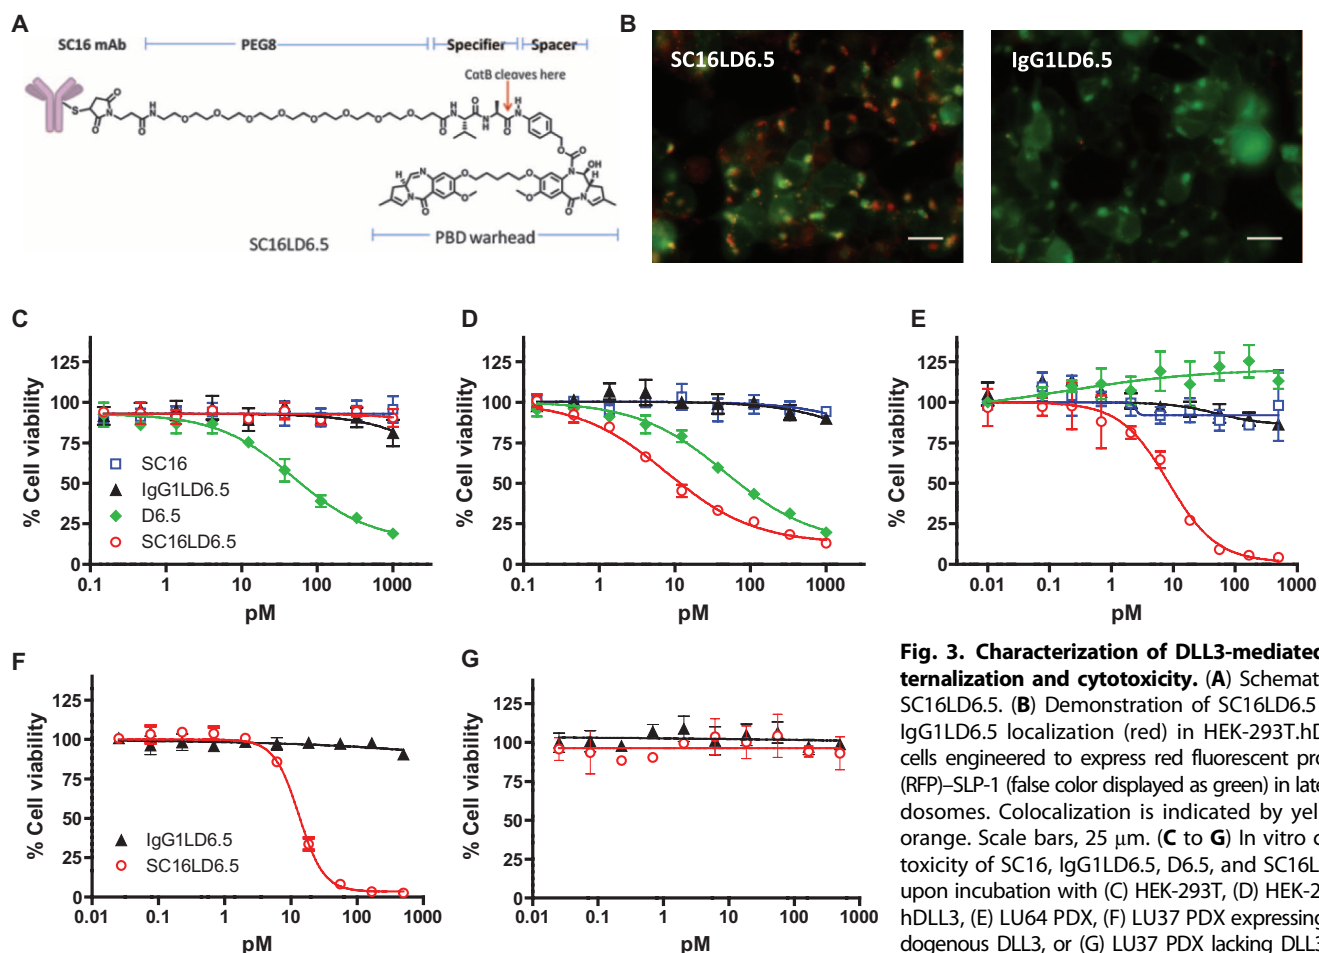 A
SC16 mAb PEG8 Specifier Spacer
CatB cleaves here
S O O N O N H O O O O O O O O O N H O H N O N H O O
H N N O O O O N OH H N O O
SC16LD6.5
PBD warhead
B
SC16LD6.5
IgG1LD6.5
C
% Cell viability
125
100
75
50
25
0
SC16
IgG1LD6.5
D6.5
SC16LD6.5
0.1 1 10 100 1000
pM
D
% Cell viability
125
100
75
50
25
0
0.1 1 10 100 1000
pM
E
% Cell viability
125
100
75
50
25
0
0.01 0.1 1 10 100 1000
pM
F
% Cell viability
125
100
75
50
25
0
IgG1LD6.5
SC16LD6.5
0.01 0.1 1 10 100 1000
pM
G
% Cell viability
125
100
75
50
25
0
0.01 0.1 1 10 100 1000
pM
Fig. 3. Characterization of DLL3-mediated
ternalization and cytotoxicity. (A) Schemat
SC16LD6.5. (B) Demonstration of SC16LD6.5
IgG1LD6.5 localization (red) in HEK-293T.hD
cells engineered to express red fluorescent pro
(RFP)–SLP-1 (false color displayed as green) in late
dosomes. Colocalization is indicated by yel
orange. Scale bars, 25 μm. (C to G) In vitro c
toxicity of SC16, IgG1LD6.5, D6.5, and SC16L
upon incubation with (C) HEK-293T, (D) HEK-2
hDLL3, (E) LU64 PDX, (F) LU37 PDX expressing
dogenous DLL3, or (G) LU37 PDX lacking DLL3